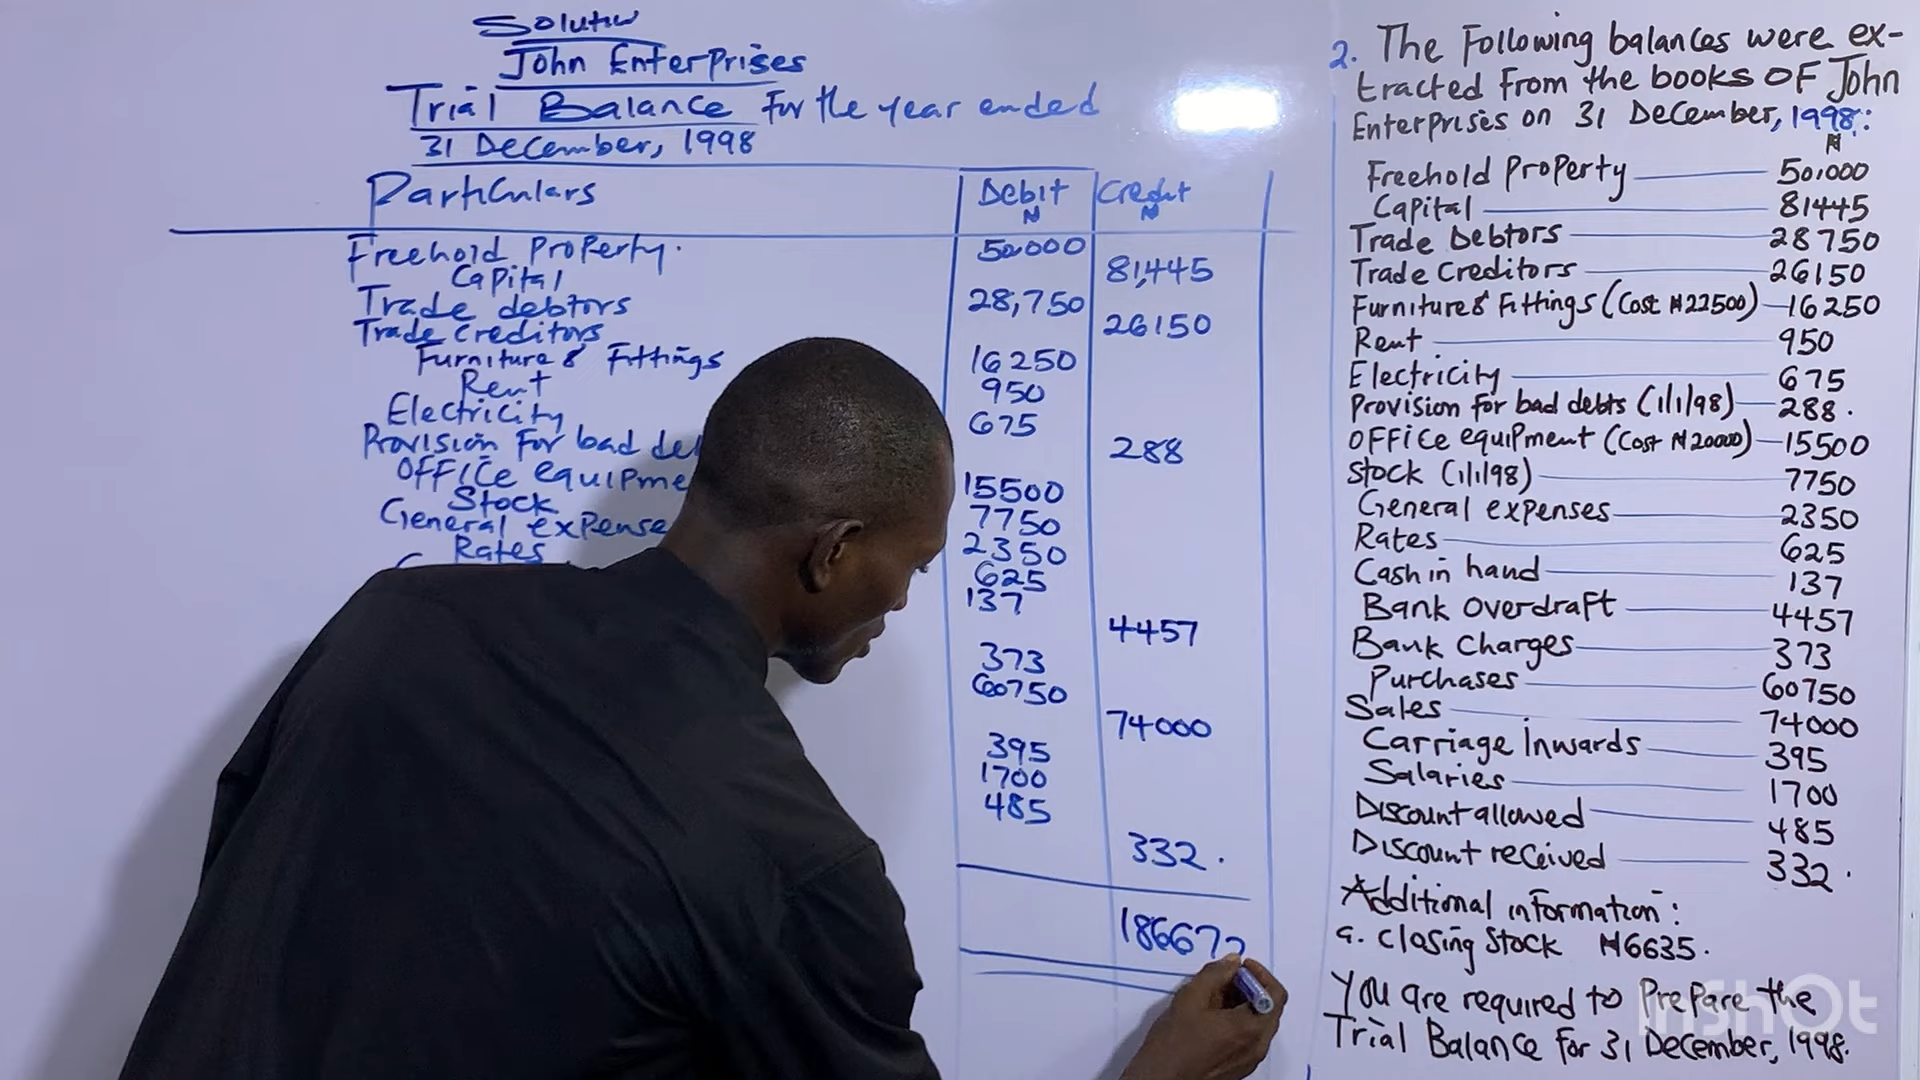 Solution
John Enterprises
Trial Balance For the year ended
31 December, 1998
Particulars Debit Credit
₦ ₦
Freehold Property. 50,000
Capital 81,445
Trade debtors 28,750
Trade Creditors 26150
Furniture & Fittings 16250
Rent 950
Electricity 675
Provision For bad 288
OFFice equipme 15500
Stock 7750
General expense 2350
Rates 625
137
4457
373
60750
74000
395
1700
485
332.
2. The Following balances were ex-
tracted From the books OF John
Enterprises on 31 December, 1998:
₦
Freehold Property 50,000
Capital 81445
Trade Debtors 28750
Trade Creditors 26150
Furniture & Fittings (Cost ₦22500) 16250
Rent 950
Electricity 675
Provision for bad debts (1/1/98) 288.
OFFice equipment (Cost ₦20000) 15500
Stock (1/1/98) 7750
General expenses 2350
Rates 625
Cash in hand 137
Bank Overdraft 4457
Bank Charges 373
Purchases 60750
Sales 74000
Carriage Inwards 395
Salaries 1700
Discount allowed 485
Discount received 332.
Additional information:
a. Closing Stock ₦6635.
You are required to Prepare the
Trial Balance For 31 December, 1998.
InShOt